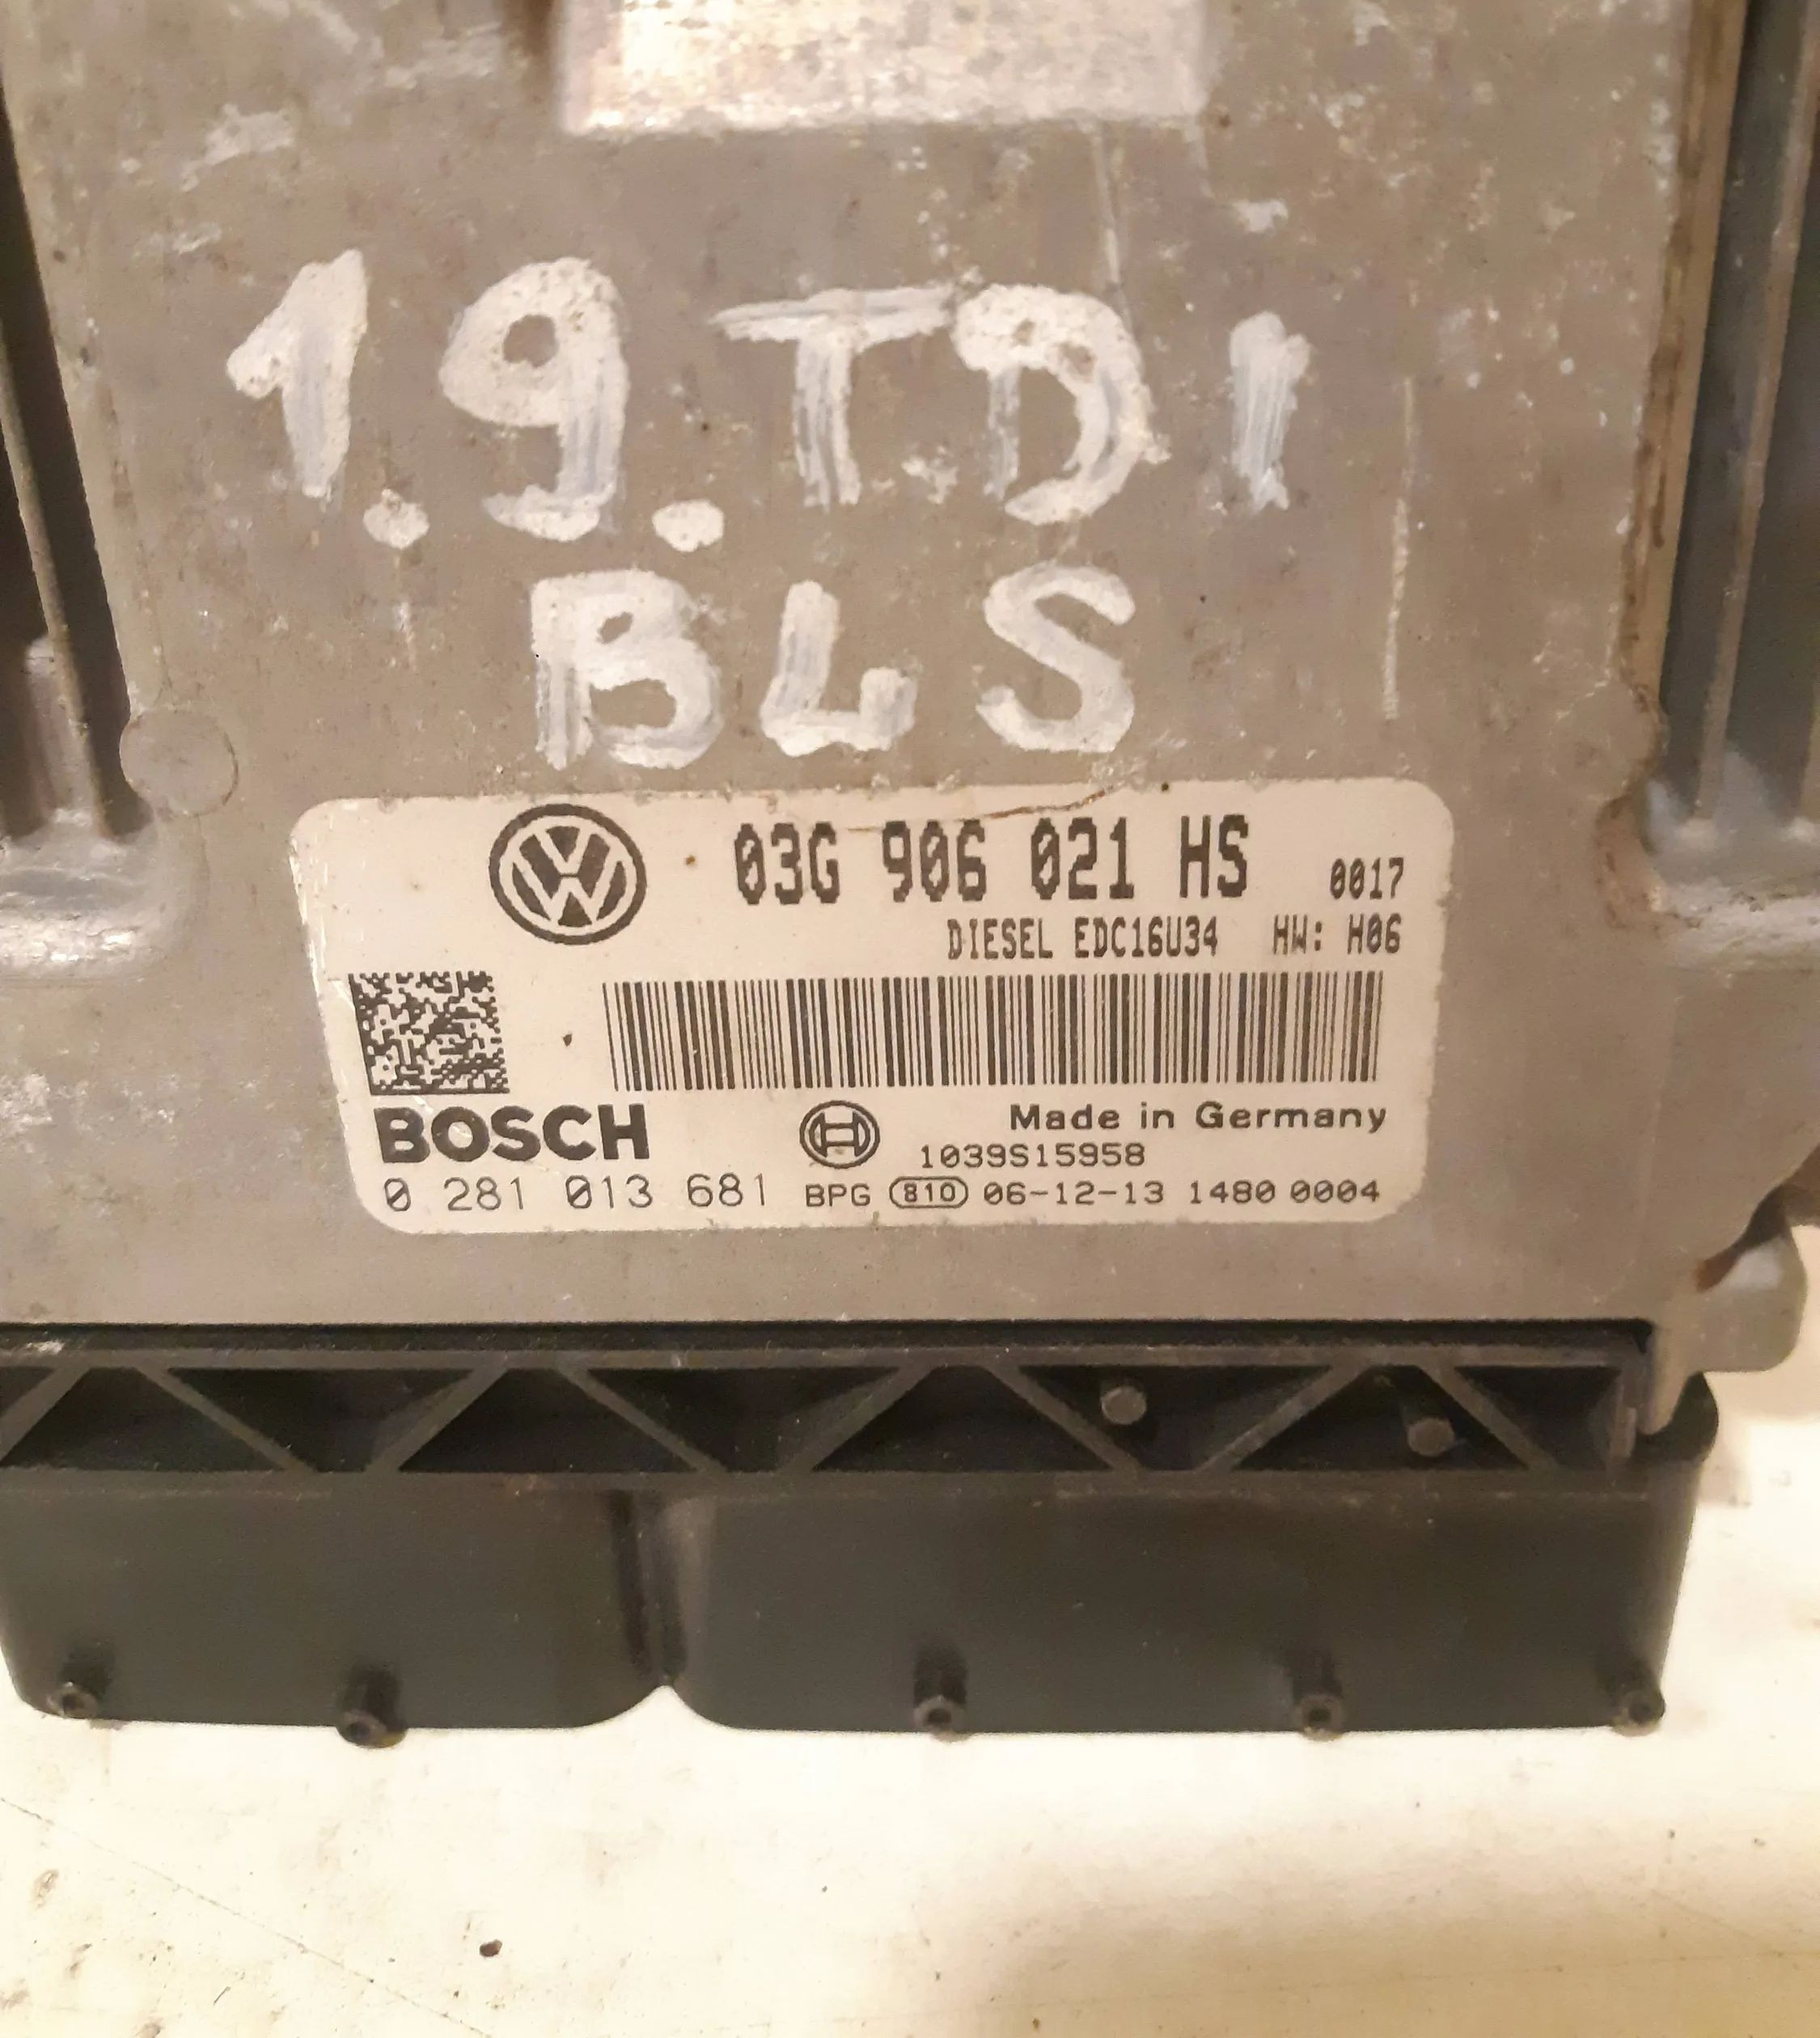 1.9.TDI
BLS
VW 03G 906 021 HS 0017
DIESEL EDC16U34 HW: H06
BOSCH Made in Germany
1039S15958
0 281 013 681 BPG 810 06-12-13 1480 0004